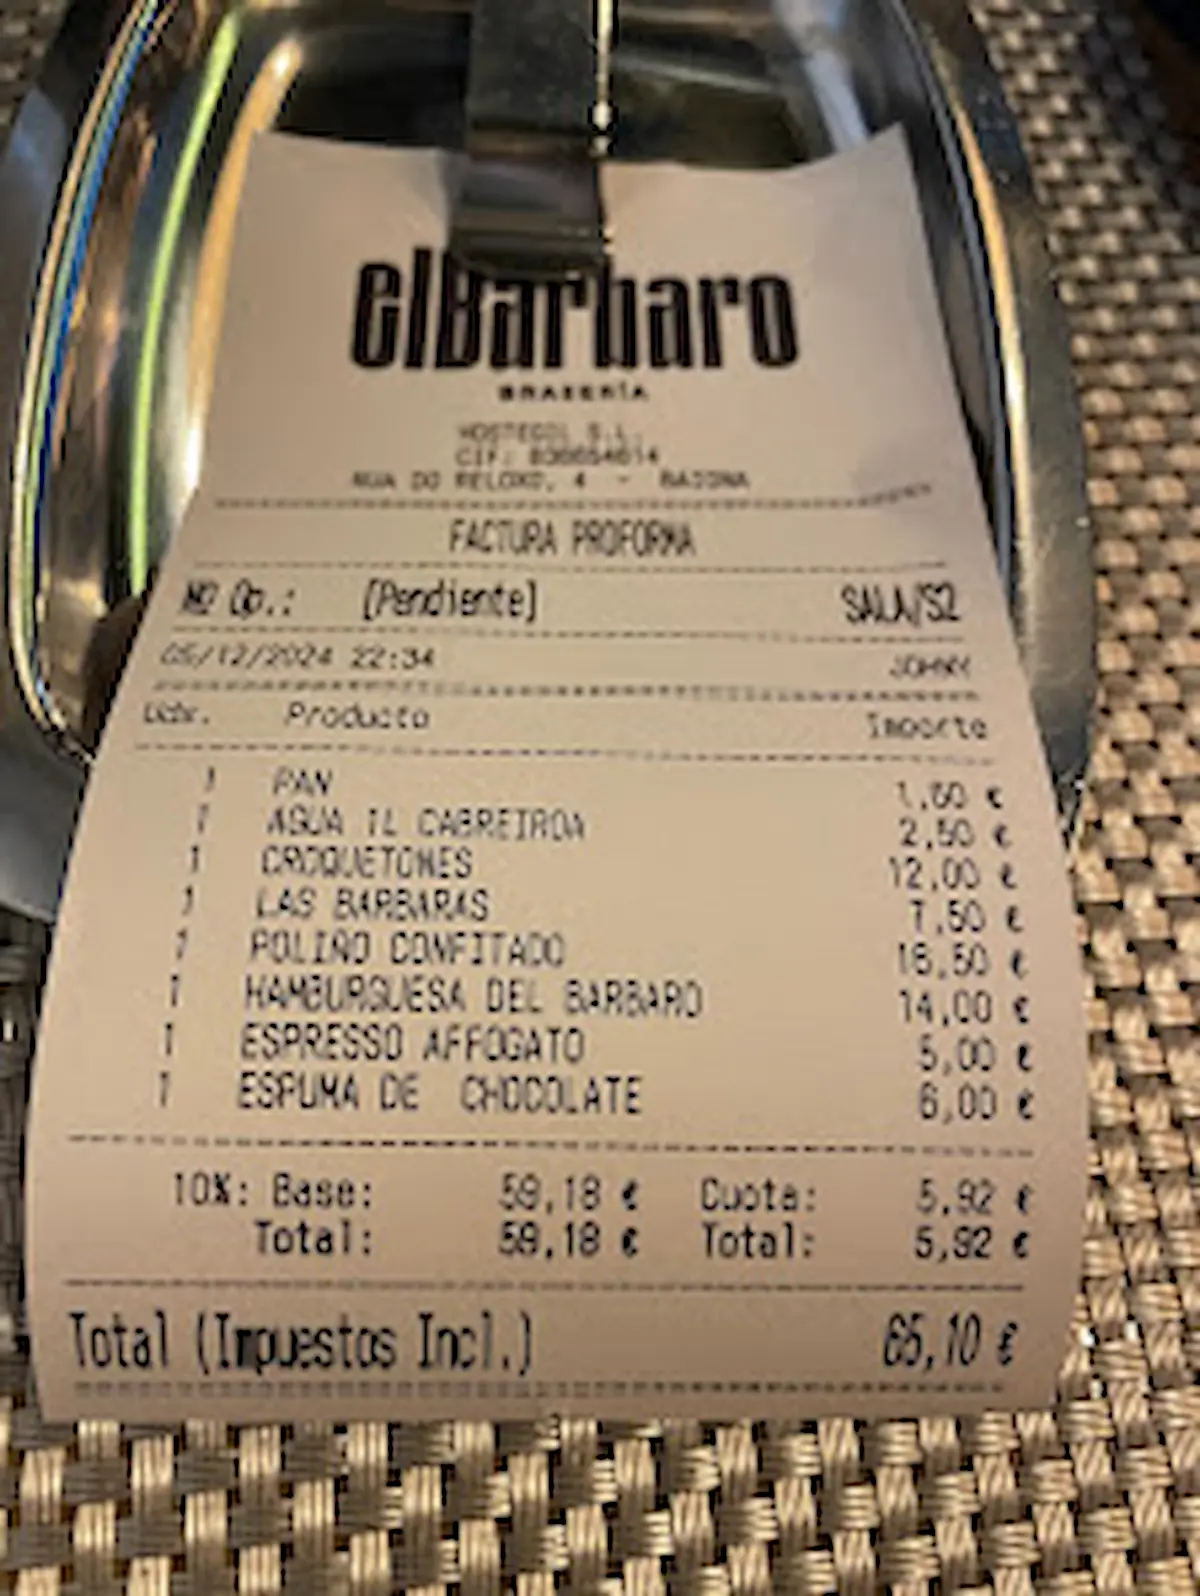 elBarbaro
BRASERÍA
HOSTEGIL S.L.
CIF:
RUA DO RELOXO, 4 - BAIONA
FACTURA PROFORMA
Nº Op.: [Pendiente] SALA/S2
05/12/2024 22:34 JOHNY
Uds. Producto Importe
1 PAN 1,60 €
1 AGUA 1L CABREIROA 2,50 €
1 CROQUETONES 12,00 €
1 LAS BARBARAS 7,50 €
1 POLIÑO CONFITADO 16,50 €
1 HAMBURGUESA DEL BARBARO 14,00 €
1 ESPRESSO AFFOGATO 5,00 €
1 ESPUMA DE CHOCOLATE 6,00 €
10%: Base: 59,18 € Cuota: 5,92 €
Total: 59,18 € Total: 5,92 €
Total (Impuestos Incl.) 65,10 €